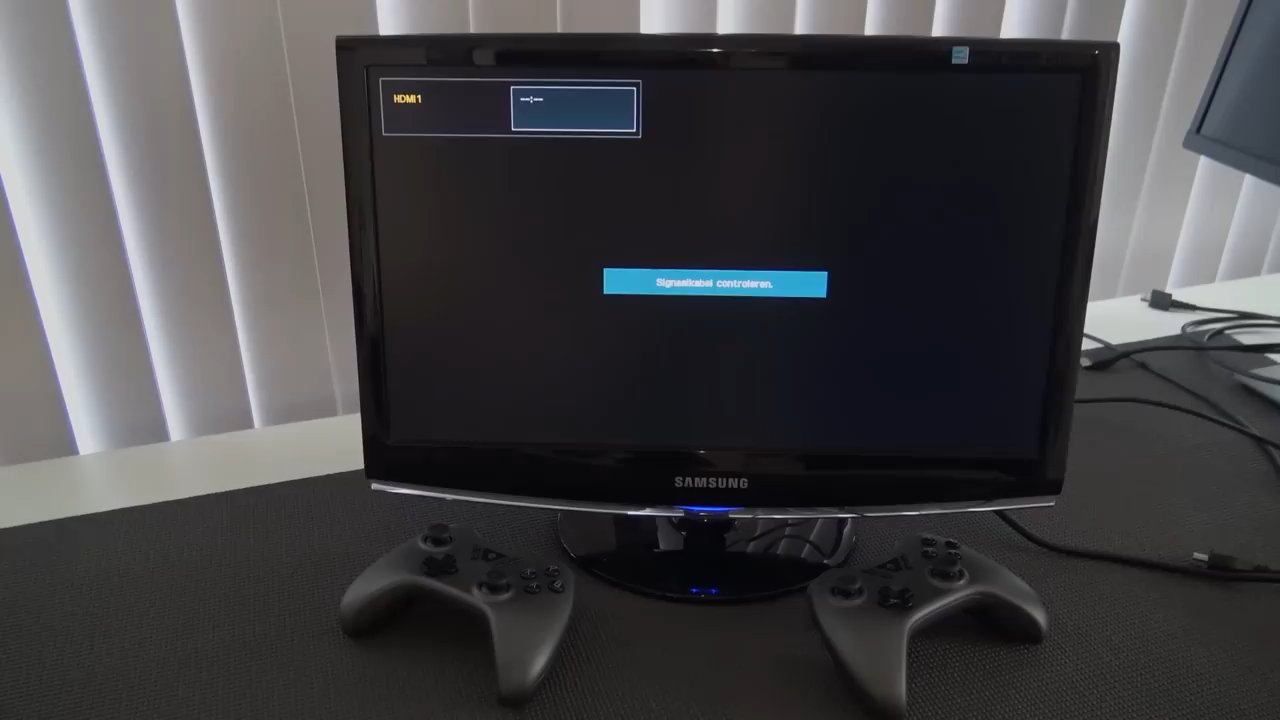 HDMI1
--:--
Signaalkabel controleren.
SAMSUNG